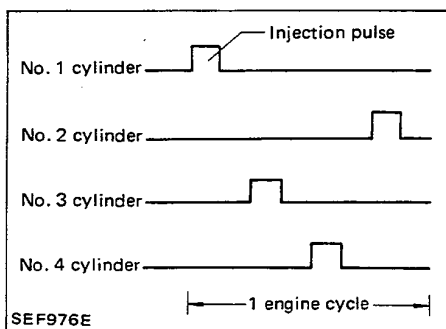 Injection pulse
No. 1 cylinder
No. 2 cylinder
No. 3 cylinder
No. 4 cylinder
1 engine cycle
SEF976E